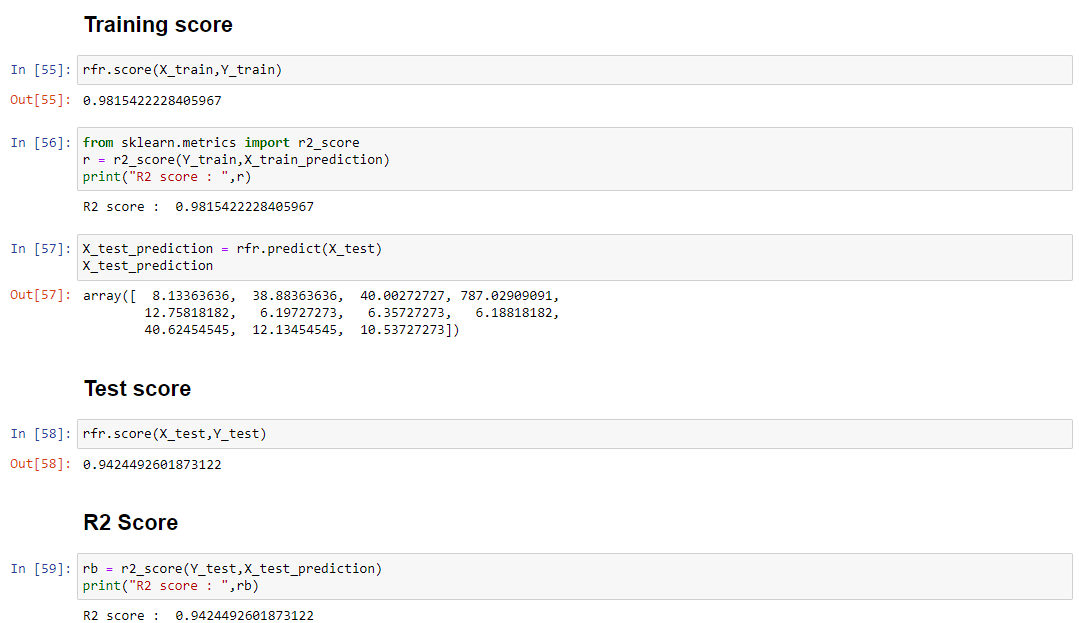 Training score
In [55]: rfr.score(X_train,Y_train)
Out[55]: 0.9815422228405967
In [56]: from sklearn.metrics import r2_score
r = r2_score(Y_train,X_train_prediction)
print("R2 score : ",r)
R2 score :  0.9815422228405967
In [57]: X_test_prediction = rfr.predict(X_test)
X_test_prediction
Out[57]: array([  8.13363636,  38.88363636,  40.00272727, 787.02909091,
12.75818182,   6.19727273,   6.35727273,   6.18818182,
40.62454545,  12.13454545,  10.53727273])
Test score
In [58]: rfr.score(X_test,Y_test)
Out[58]: 0.9424492601873122
R2 Score
In [59]: rb = r2_score(Y_test,X_test_prediction)
print("R2 score : ",rb)
R2 score :  0.9424492601873122